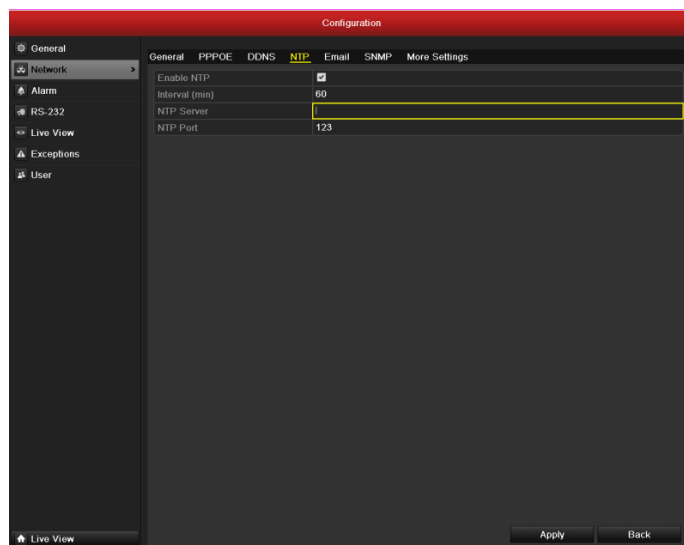 Configuration
General
Network
Alarm
RS-232
Live View
Exceptions
User
General PPPOE DDNS NTP Email SNMP More Settings
Enable NTP
Interval (min) 60
NTP Server
NTP Port 123
Live View
Apply Back